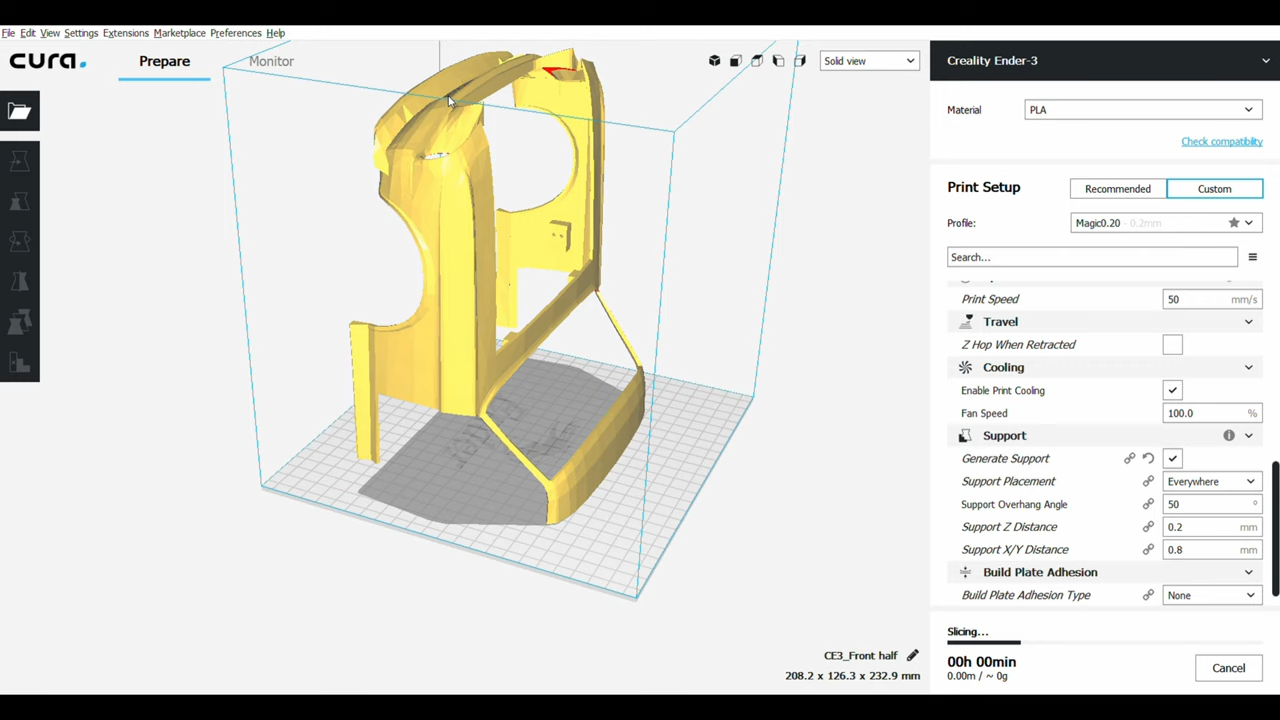 File Edit View Settings Extensions Marketplace Preferences Help
cura.
Prepare
Monitor
Solid view
Creality Ender-3
Material
PLA
Check compatibility
Print Setup
Recommended
Custom
Profile:
Magic0.20 - 0.2mm
Search...
Print Speed
50 mm/s
Travel
Z Hop When Retracted
Cooling
Enable Print Cooling
Fan Speed
100.0 %
Support
Generate Support
Support Placement
Everywhere
Support Overhang Angle
50 °
Support Z Distance
0.2 mm
Support X/Y Distance
0.8 mm
Build Plate Adhesion
Build Plate Adhesion Type
None
Slicing...
00h 00min
0.00m / ~ 0g
Cancel
CE3_Front half
208.2 x 126.3 x 232.9 mm